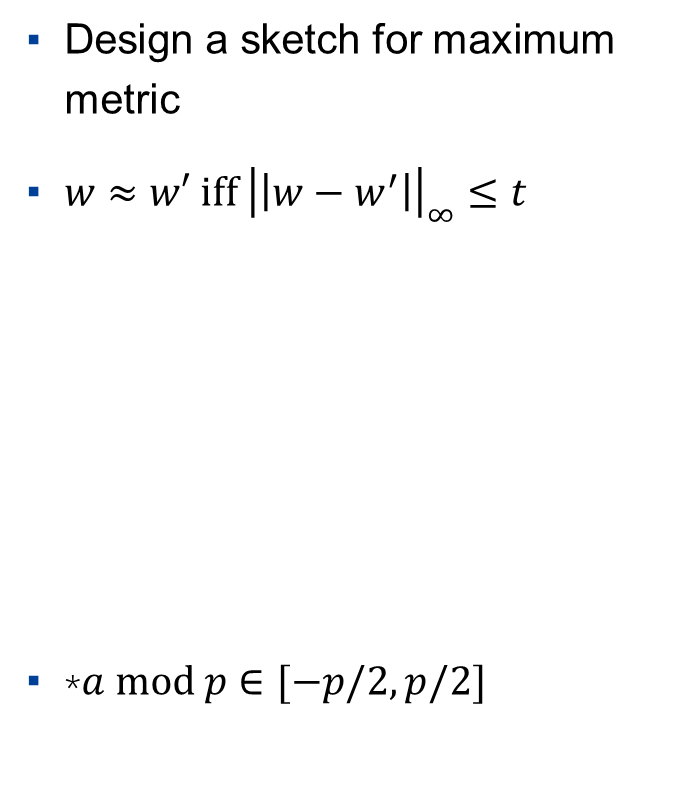 ▪ Design a sketch for maximum
metric
▪ w ≈ w′ iff ||w − w′||∞ ≤ t
▪ ⋆a mod p ∈ [−p/2, p/2]